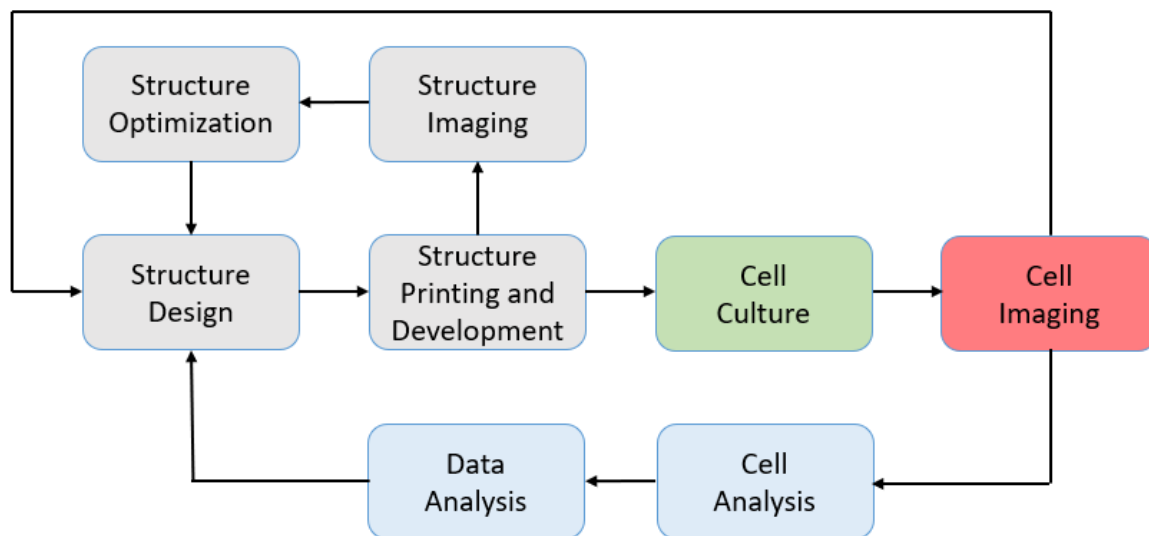 Structure
Optimization
Structure
Imaging
Structure
Design
Structure
Printing and
Development
Cell
Culture
Cell
Imaging
Data
Analysis
Cell
Analysis